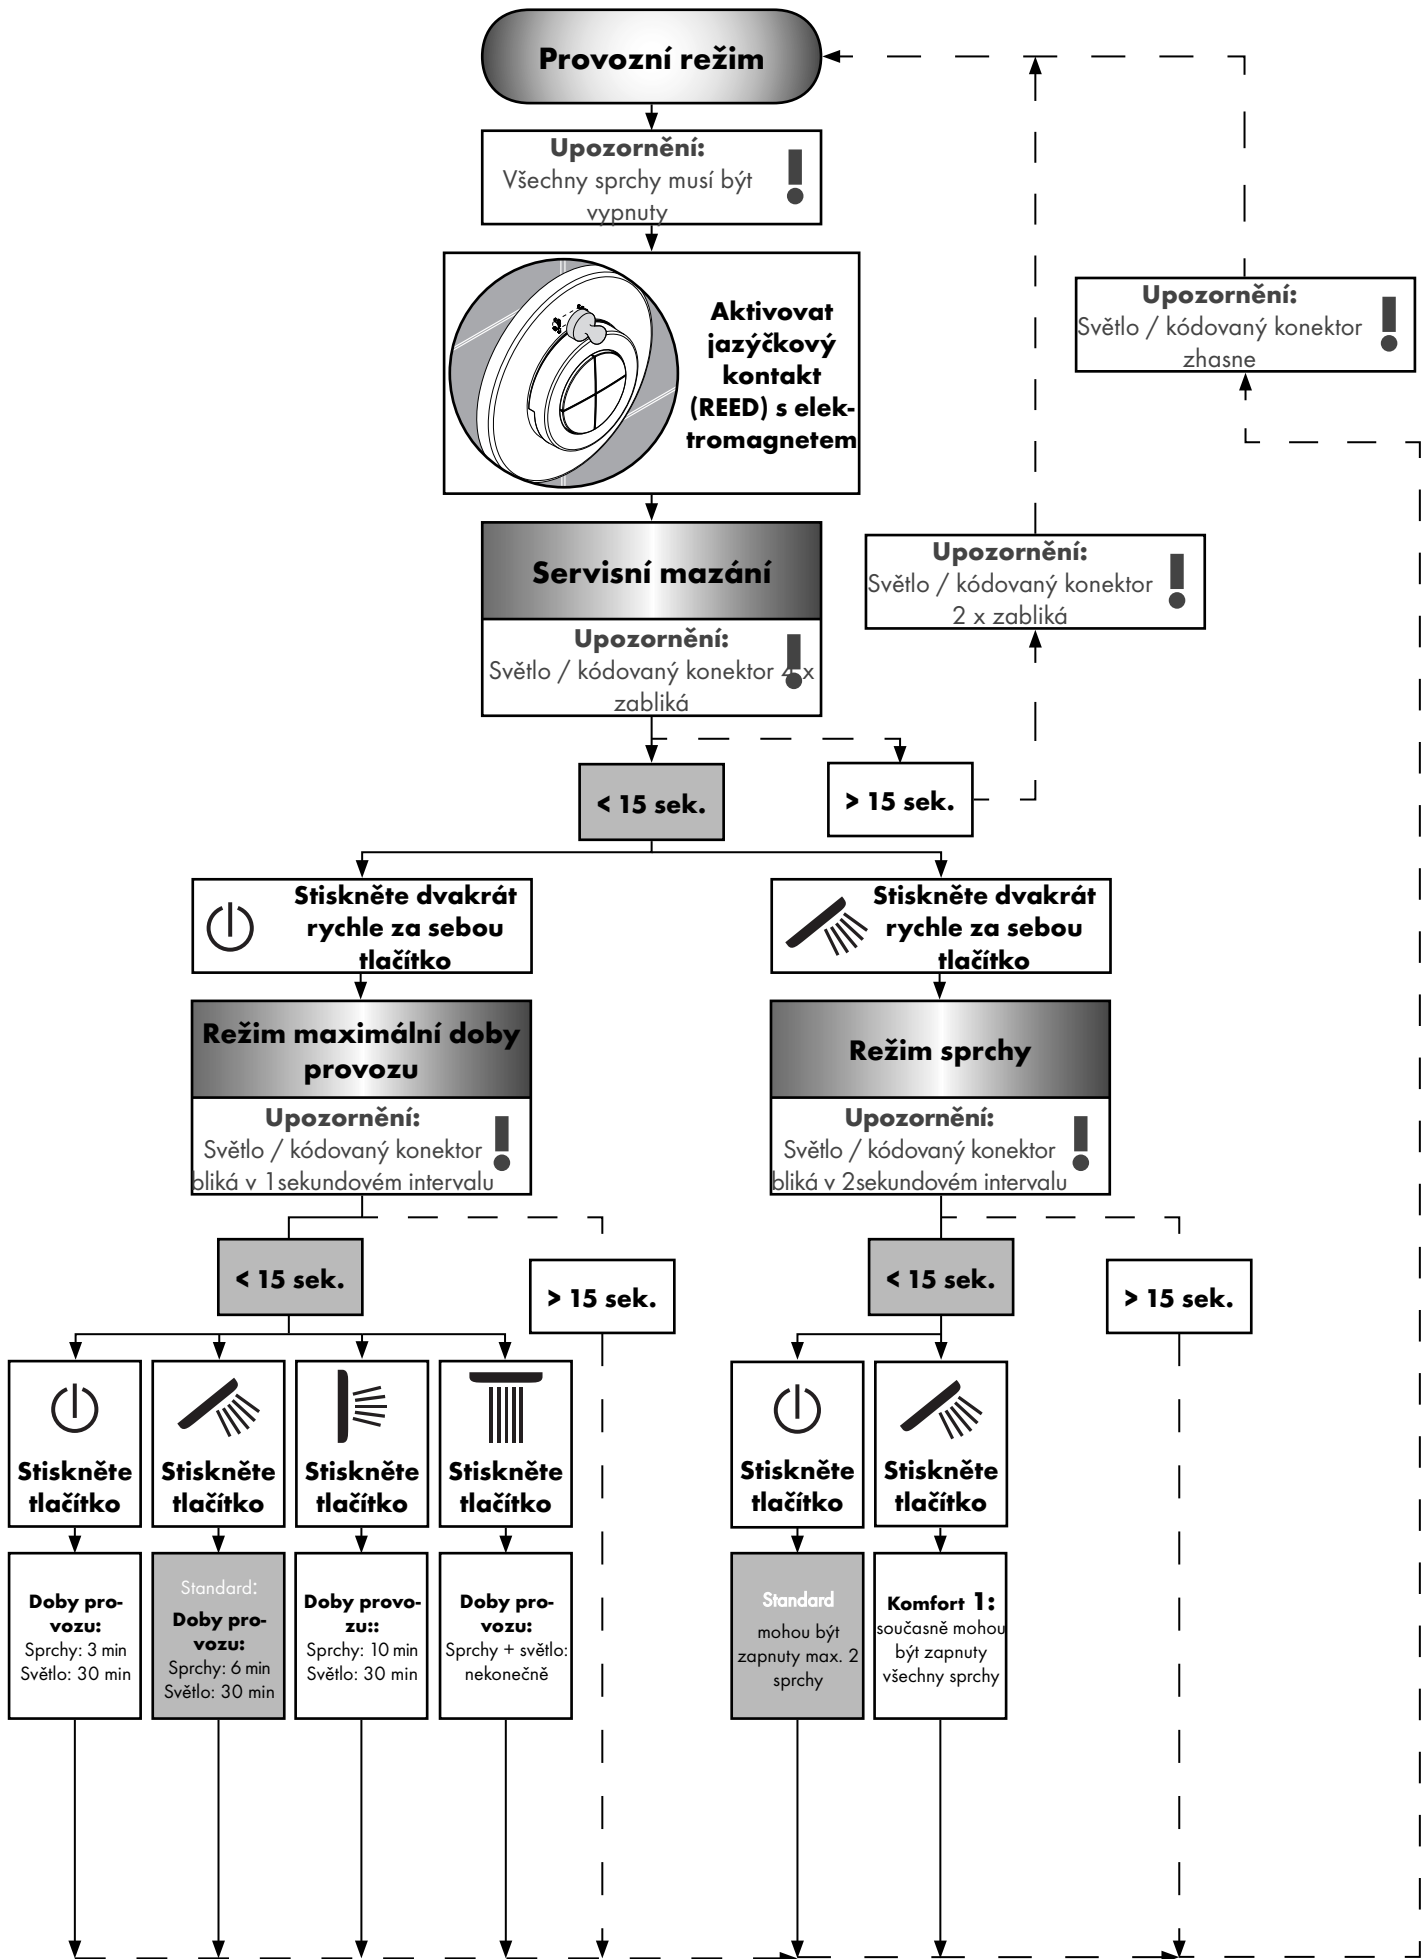 Provozní režim
Upozornění:
Všechny sprchy musí být
vypnuty
Aktivovat
jazýčkový
kontakt
(REED) s elek-
tromagnetem
Upozornění:
Světlo / kódovaný konektor
zhasne
Servisní mazání
Upozornění:
Světlo / kódovaný konektor 4 x
zabliká
Upozornění:
Světlo / kódovaný konektor
2 x zabliká
< 15 sek.
> 15 sek.
Stiskněte dvakrát
rychle za sebou
tlačítko
Stiskněte dvakrát
rychle za sebou
tlačítko
Režim maximální doby
provozu
Upozornění:
Světlo / kódovaný konektor
bliká v 1sekundovém intervalu
Režim sprchy
Upozornění:
Světlo / kódovaný konektor
bliká v 2sekundovém intervalu
< 15 sek.
> 15 sek.
< 15 sek.
> 15 sek.
Stiskněte
tlačítko
Stiskněte
tlačítko
Stiskněte
tlačítko
Stiskněte
tlačítko
Stiskněte
tlačítko
Stiskněte
tlačítko
Doby pro-
vozu:
Sprchy: 3 min
Světlo: 30 min
Standard:
Doby pro-
vozu:
Sprchy: 6 min
Světlo: 30 min
Doby provo-
zu::
Sprchy: 10 min
Světlo: 30 min
Doby pro-
vozu:
Sprchy + světlo:
nekonečně
Standard
mohou být
zapnuty max. 2
sprchy
Komfort 1:
současně mohou
být zapnuty
všechny sprchy